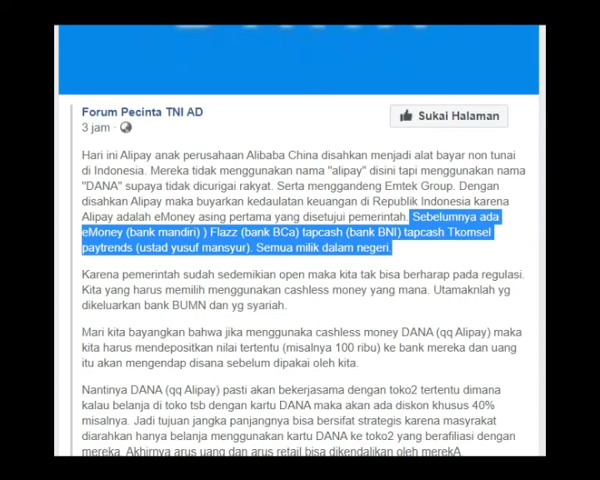 Forum Pecinta TNI AD
Sukai Halaman
3 jam ·
Hari ini Alipay anak perusahaan Alibaba China disahkan menjadi alat bayar non tunai
di Indonesia. Mereka tidak menggunakan nama "alipay" disini tapi menggunakan nama
"DANA" supaya tidak dicurigai rakyat. Serta menggandeng Emtek Group. Dengan
disahkan Alipay maka buyarkan kedaulatan keuangan di Republik Indonesia karena
Alipay adalah eMoney asing pertama yang disetujui pemerintah. Sebelumnya ada
eMoney (bank mandiri) ) Flazz (bank BCa) tapcash (bank BNI) tapcash Tkomsel
paytrends (ustad yusuf mansyur). Semua milik dalam negeri.
Karena pemerintah sudah sedemikian open maka kita tak bisa berharap pada regulasi.
Kita yang harus memilih menggunakan cashless money yang mana. Utamaknlah yg
dikeluarkan bank BUMN dan yg syariah.
Mari kita bayangkan bahwa jika menggunaka cashless money DANA (qq Alipay) maka
kita harus mendepositkan nilai tertentu (misalnya 100 ribu) ke bank mereka dan uang
itu akan mengendap disana sebelum dipakai oleh kita.
Nantinya DANA (qq Alipay) pasti akan bekerjasama dengan toko2 tertentu dimana
kalau belanja di toko tsb dengan kartu DANA maka akan ada diskon khusus 40%
misalnya. Jadi tujuan jangka panjangnya bisa bersifat strategis karena masyrakat
diarahkan hanya belanja menggunakan kartu DANA ke toko2 yang berafiliasi dengan
mereka. Akhirnya arus uang dan arus retail bisa dikendalikan oleh merekA.